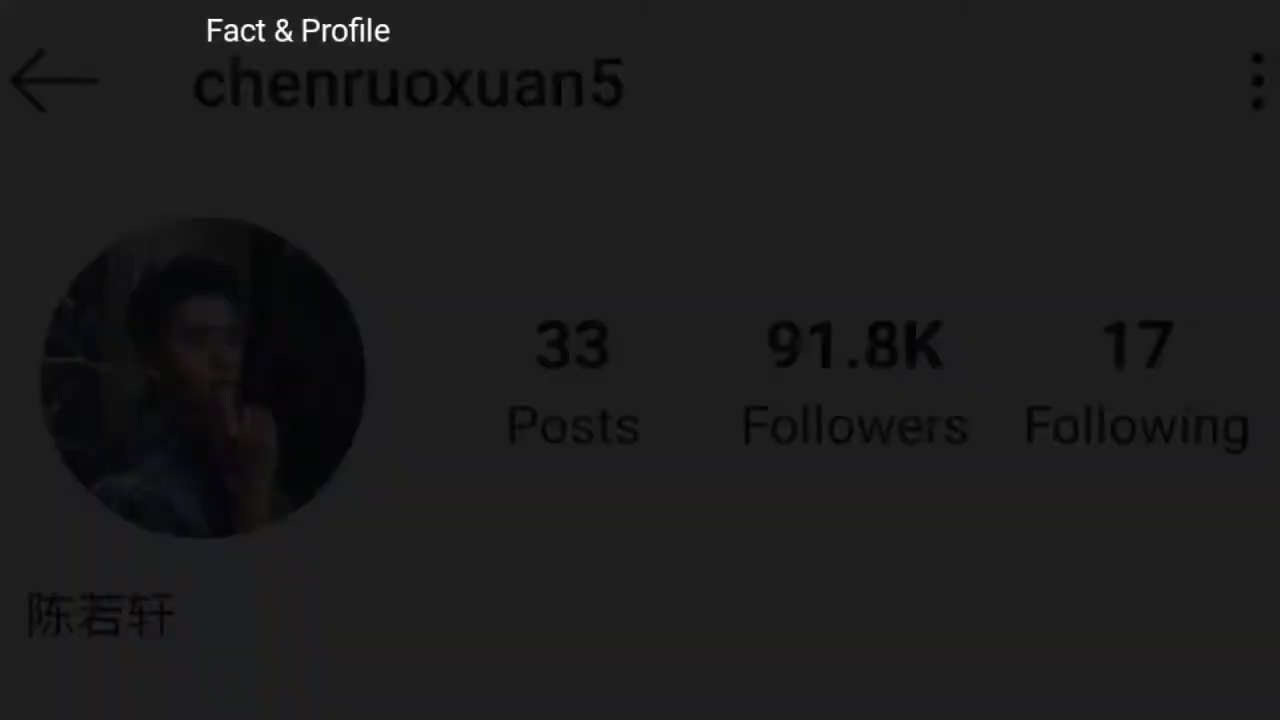 Fact & Profile
chenruoxuan5
33 91.8K 17
Posts Followers Following
陈若轩